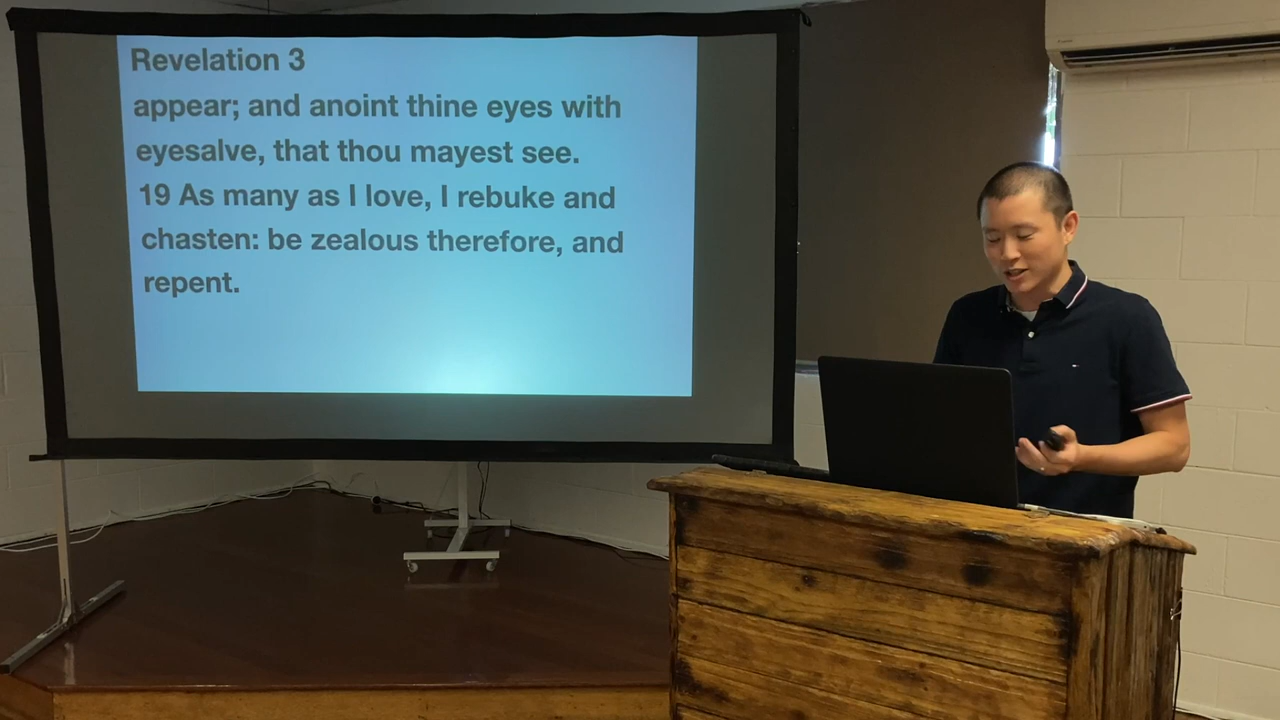 Revelation 3
appear; and anoint thine eyes with
eyesalve, that thou mayest see.
19 As many as I love, I rebuke and
chasten: be zealous therefore, and
repent.